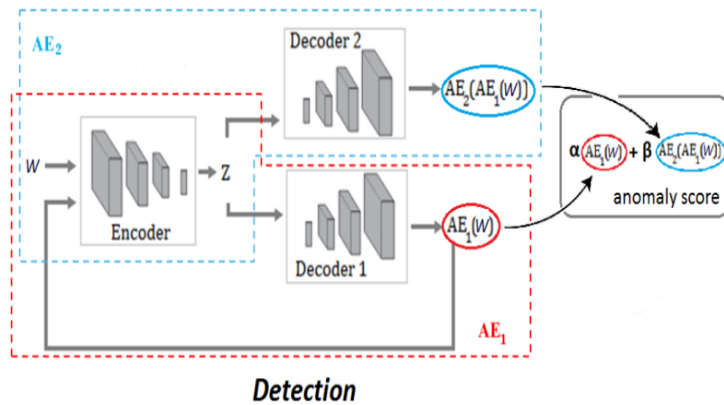 AE2
Decoder 2
AE2(AE1(W))
W
Encoder
Z
α AE1(W) + β AE2(AE1(W))
anomaly score
Decoder 1
AE1(W)
AE1
Detection